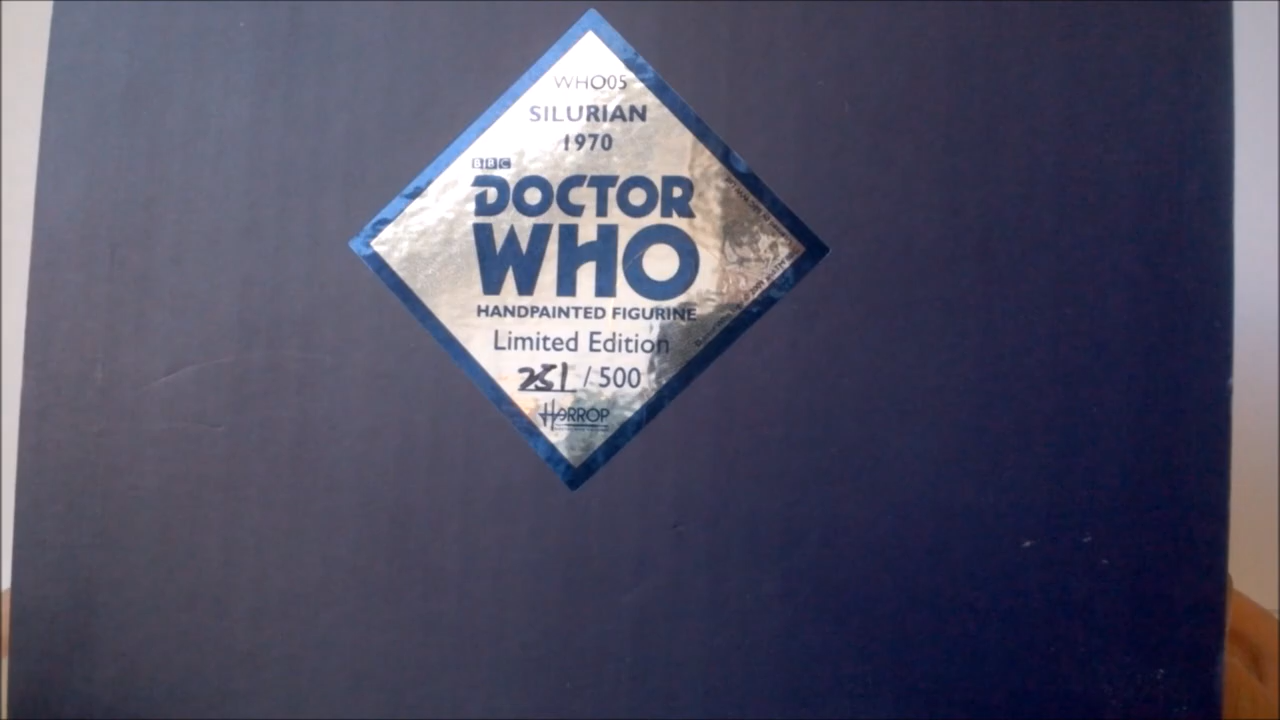 WHO05
SILURIAN
1970
BBC
DOCTOR
WHO
HANDPAINTED FIGURINE
Limited Edition
251 / 500
HARROP